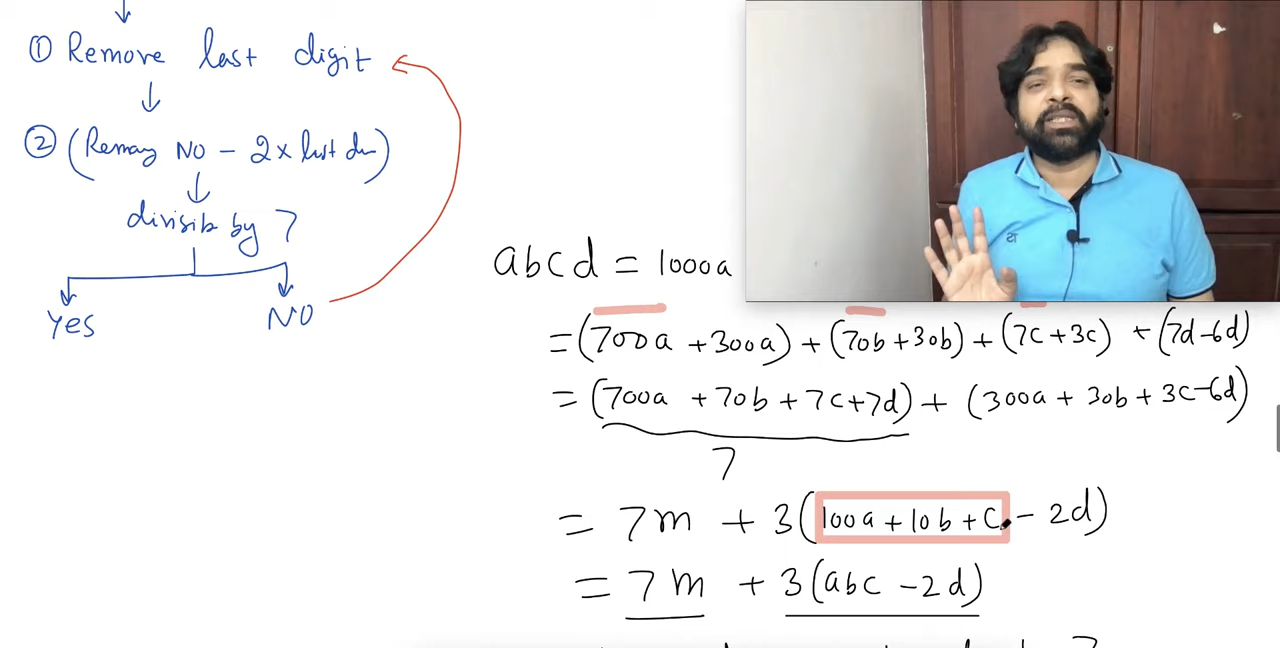 ① Remove last digit
② (Remang NO - 2 x last
divisib by 7
Yes NO
abcd = 1000a
= (700a + 300a) + (70b + 30b) + (7c + 3c) + (7d - 6d)
= (700a + 70b + 7c + 7d) + (300a + 30b + 3c - 6d)
7
= 7m + 3(100a + 10b + c - 2d)
= 7m + 3(abc - 2d)